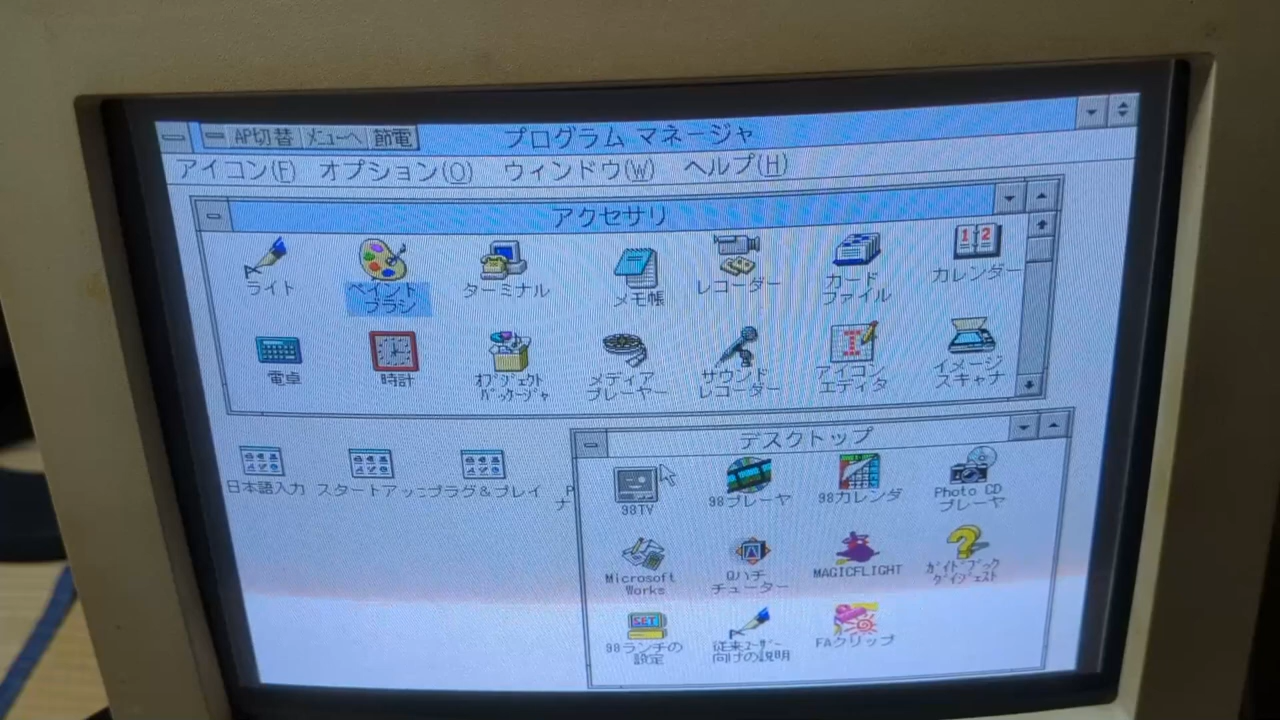 AP切替 メニューへ 節電
プログラム マネージャ
アイコン(F) オプション(O) ウィンドウ(W) ヘルプ(H)
アクセサリ
ライト
ペイント
ブラシ
ターミナル
メモ帳
レコーダー
カード
ファイル
カレンダー
電卓
時計
オブジェクト
パッケージャ
メディア
プレーヤー
サウンド
レコーダー
アイコン
エディタ
イメージ
スキャナ
日本語入力
スタートアッ
プラグ&プレイ
デスクトップ
98TV
98プレーヤ
98カレンダ
Photo CD
プレーヤ
Microsoft
Works
Qハチ
チューター
MAGICFLIGHT
ガイドブック
ダイジェスト
98ランチの
設定
従来ユーザー
向けの説明
FAクリップ